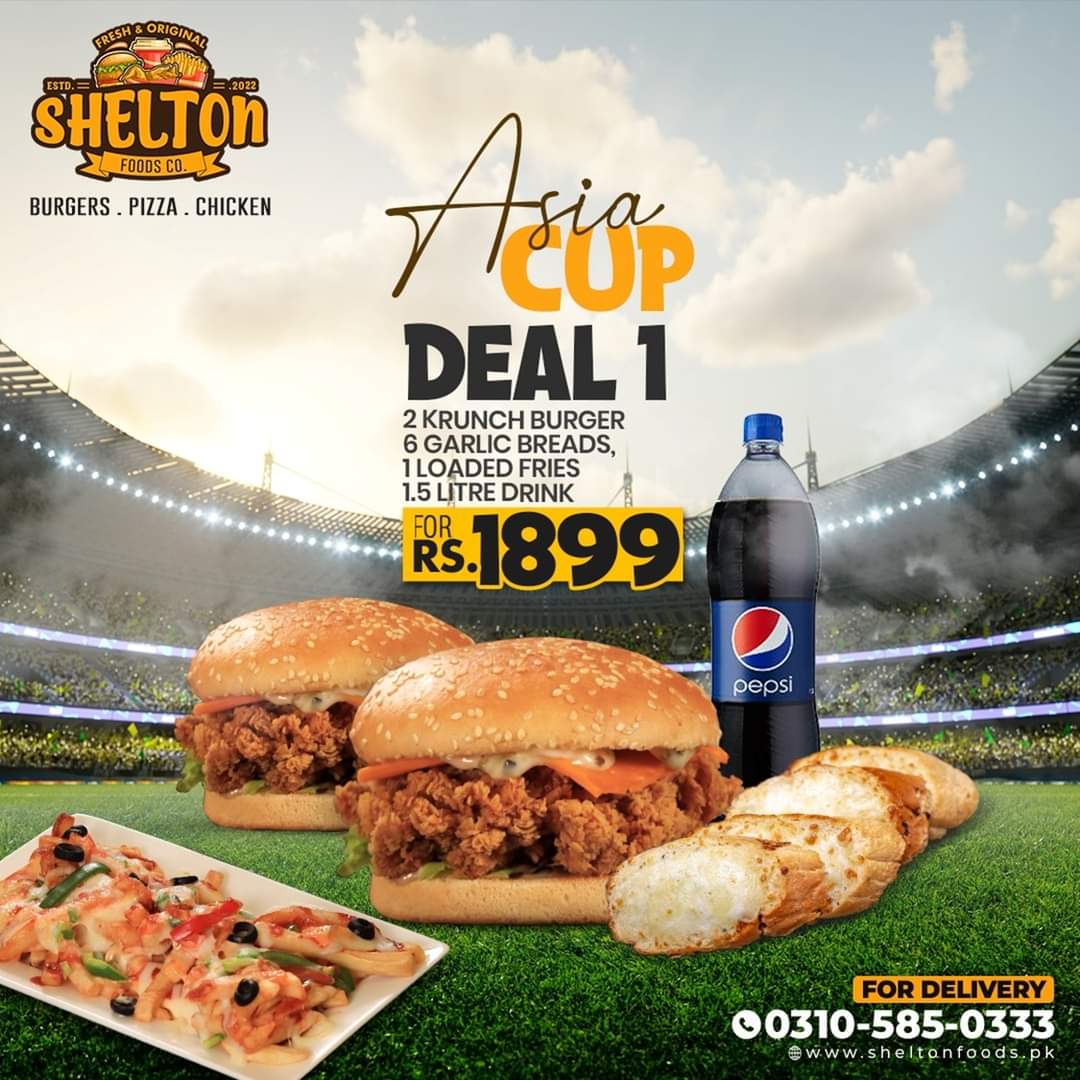 FRESH & ORIGINAL
ESTD. .2022
SHELTON
FOODS CO.
BURGERS . PIZZA . CHICKEN
Asia
CUP
DEAL 1
2 KRUNCH BURGER
6 GARLIC BREADS,
1 LOADED FRIES
1.5 LITRE DRINK
FOR
RS.1899
pepsi
FOR DELIVERY
0310-585-0333
www.sheltonfoods.pk